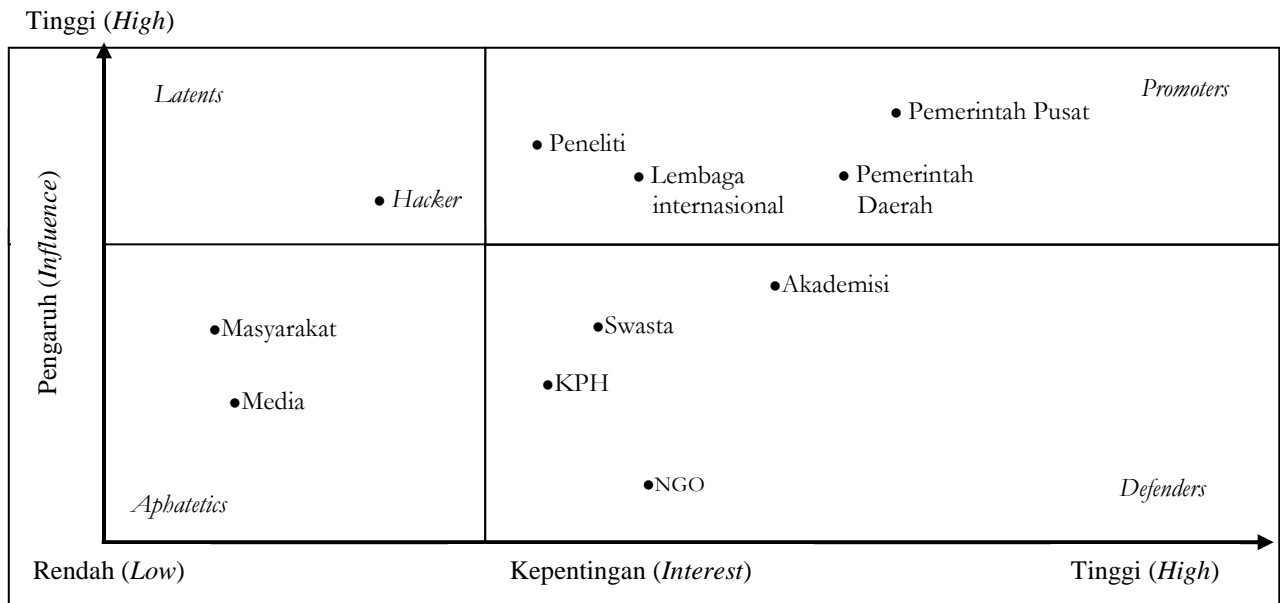 Tinggi (High)
Latents
Promoters
Pemerintah Pusat
Peneliti
Lembaga
internasional
Pemerintah
Daerah
Hacker
Pengaruh (Influence)
Akademisi
Masyarakat
Swasta
KPH
Media
NGO
Aphatetics
Defenders
Rendah (Low)
Kepentingan (Interest)
Tinggi (High)